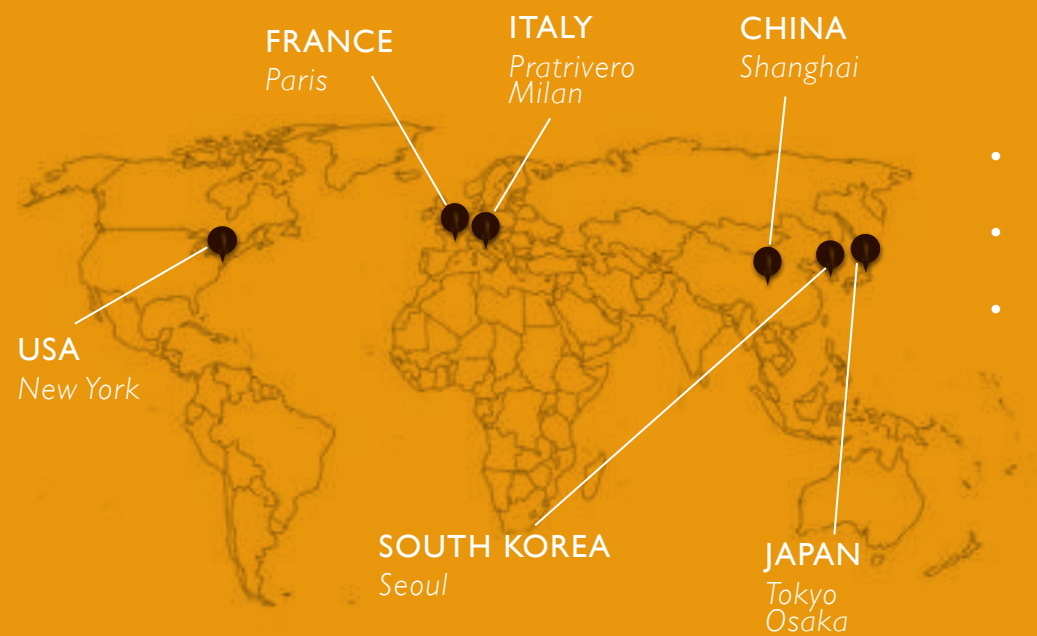 FRANCE
Paris
ITALY
Pratrivero
Milan
CHINA
Shanghai
USA
New York
SOUTH KOREA
Seoul
JAPAN
Tokyo
Osaka